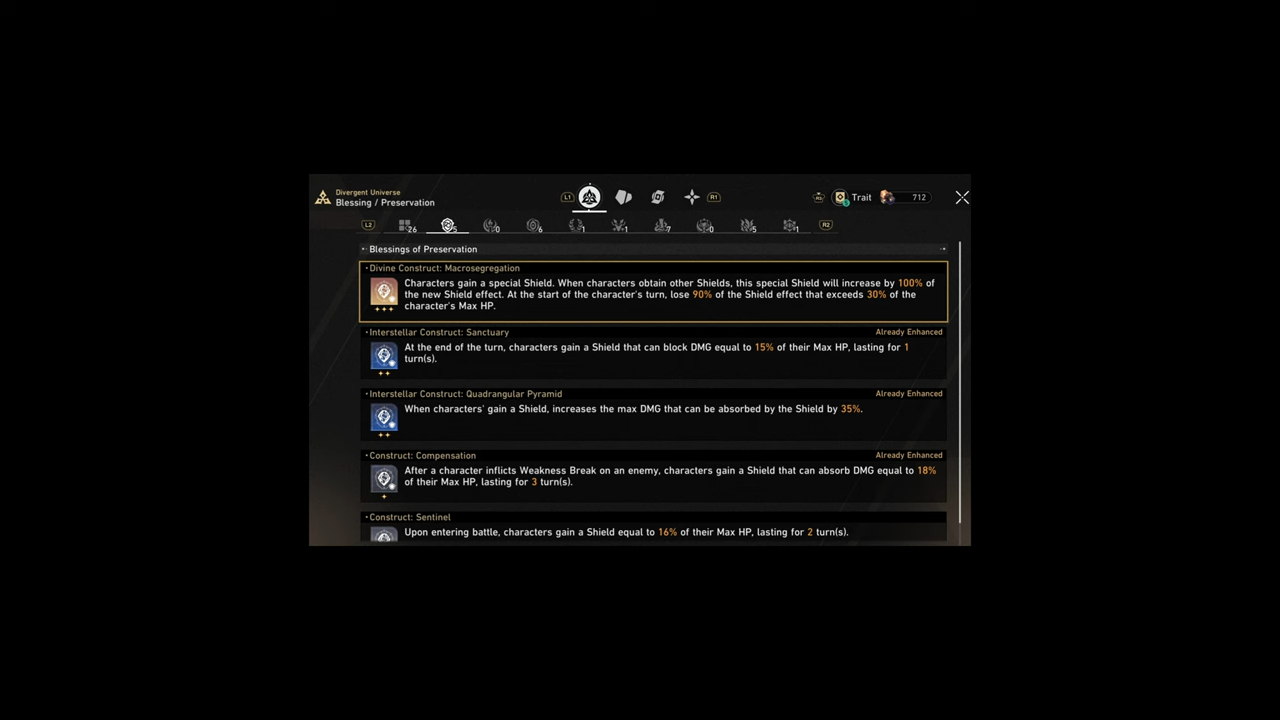 Divergent Universe
Blessing / Preservation
L1
R1
R3
Trait
712
L2
26
5
0
6
1
1
7
0
5
1
R2
Blessings of Preservation
Divine Construct: Macrosegregation
Characters gain a special Shield. When characters obtain other Shields, this special Shield will increase by 100% of
the new Shield effect. At the start of the character's turn, lose 90% of the Shield effect that exceeds 30% of the
character's Max HP.
Interstellar Construct: Sanctuary
Already Enhanced
At the end of the turn, characters gain a Shield that can block DMG equal to 15% of their Max HP, lasting for 1
turn(s).
Interstellar Construct: Quadrangular Pyramid
Already Enhanced
When characters' gain a Shield, increases the max DMG that can be absorbed by the Shield by 35%.
Construct: Compensation
Already Enhanced
After a character inflicts Weakness Break on an enemy, characters gain a Shield that can absorb DMG equal to 18%
of their Max HP, lasting for 3 turn(s).
Construct: Sentinel
Upon entering battle, characters gain a Shield equal to 16% of their Max HP, lasting for 2 turn(s).